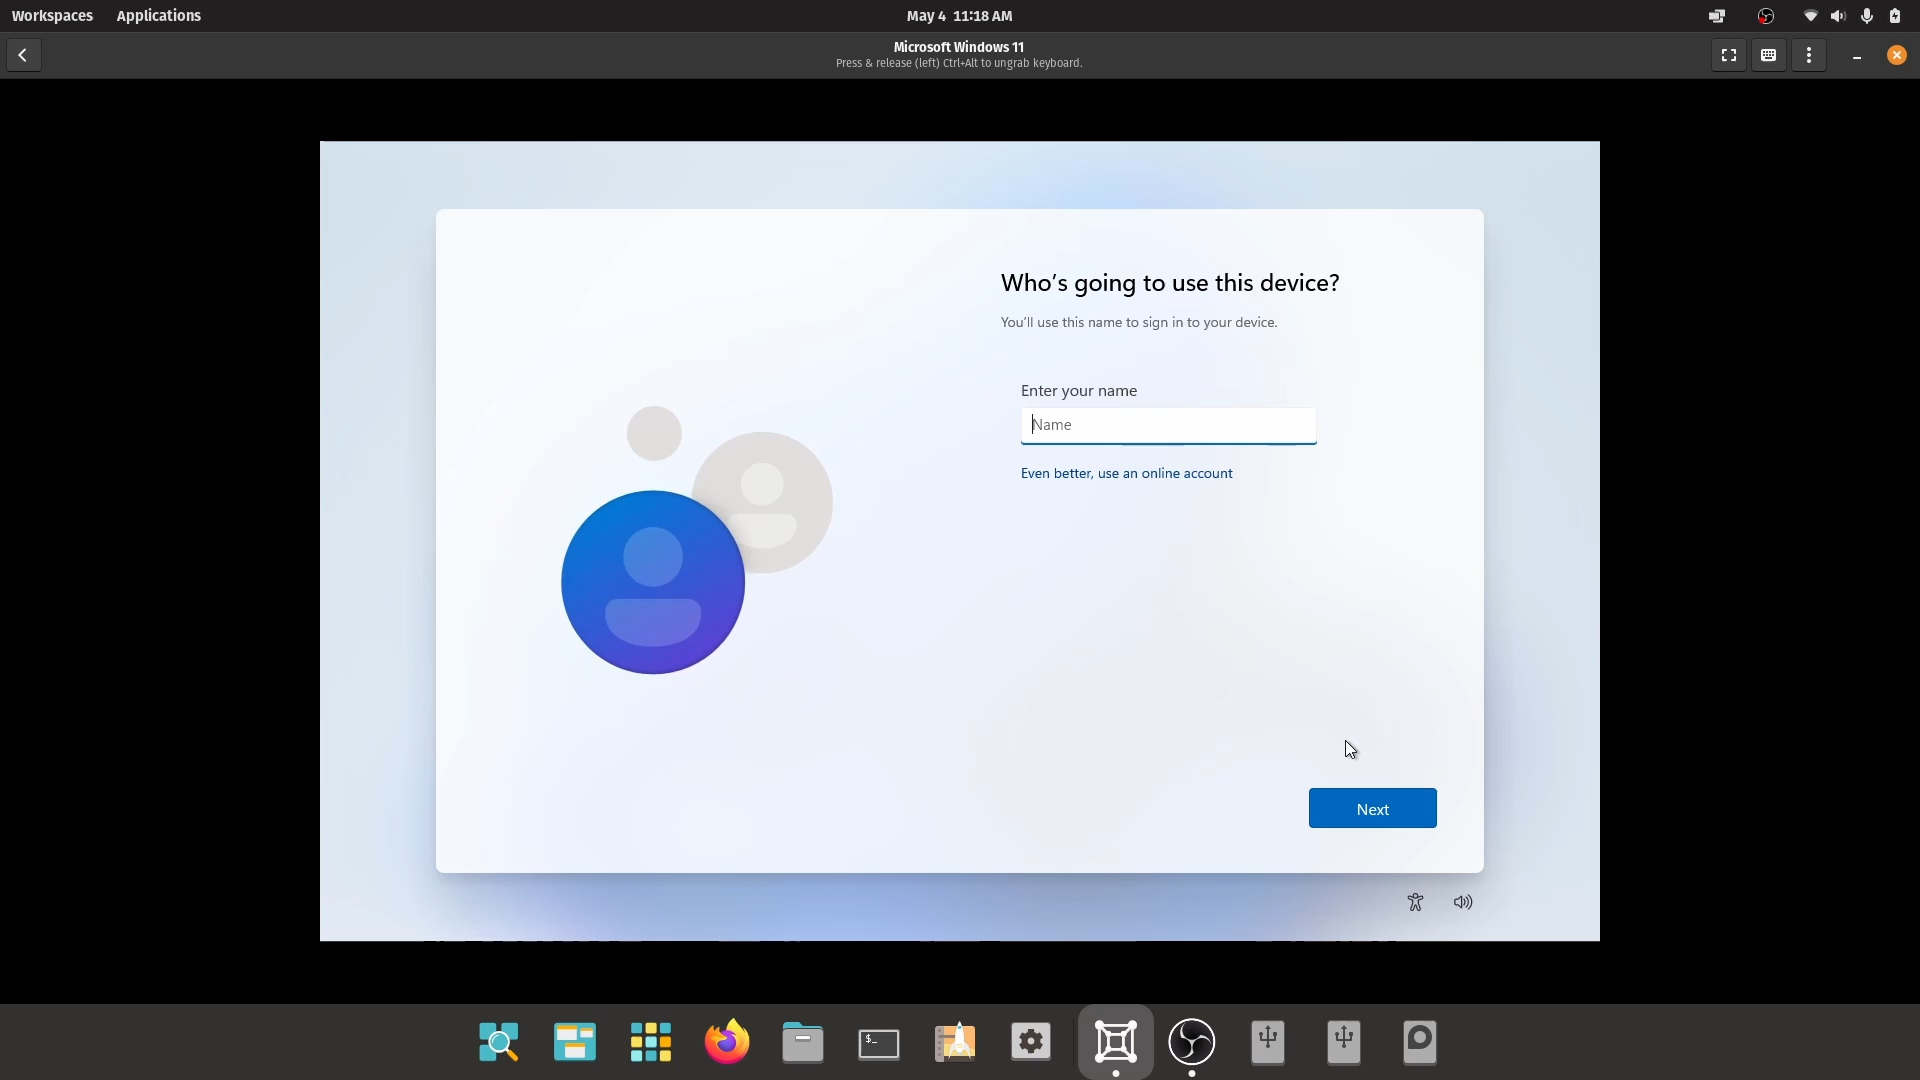 Workspaces Applications May 4 11:18 AM
Microsoft Windows 11
Press & release (left) Ctrl+Alt to ungrab keyboard.
Who's going to use this device?
You'll use this name to sign in to your device.
Enter your name
Name
Even better, use an online account
Next
$_